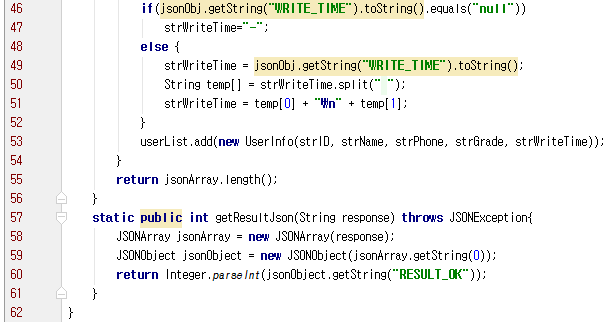 46 if(jsonObj.getString("WRITE_TIME").toString().equals("null"))
47 strWriteTime="-";
48 else {
49 strWriteTime = jsonObj.getString("WRITE_TIME").toString();
50 String temp[] = strWriteTime.split(" ");
51 strWriteTime = temp[0] + "₩n" + temp[1];
52 }
53 userList.add(new UserInfo(strID, strName, strPhone, strGrade, strWriteTime));
54 }
55 return jsonArray.length();
56 }
57 static public int getResultJson(String response) throws JSONException{
58 JSONArray jsonArray = new JSONArray(response);
59 JSONObject jsonObject = new JSONObject(jsonArray.getString(0));
60 return Integer.parseInt(jsonObject.getString("RESULT_OK"));
61 }
62 }